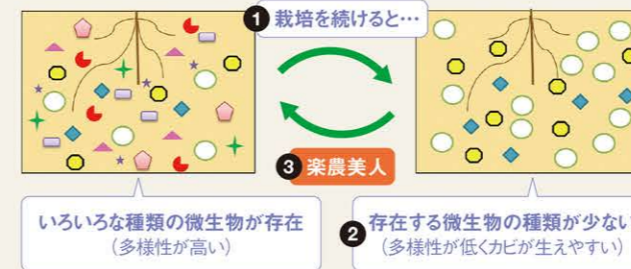 ❶ 栽培を続けると…
❸ 楽農美人
いろいろな種類の微生物が存在
(多様性が高い)
❷ 存在する微生物の種類が少ない
(多様性が低くカビが生えやすい)